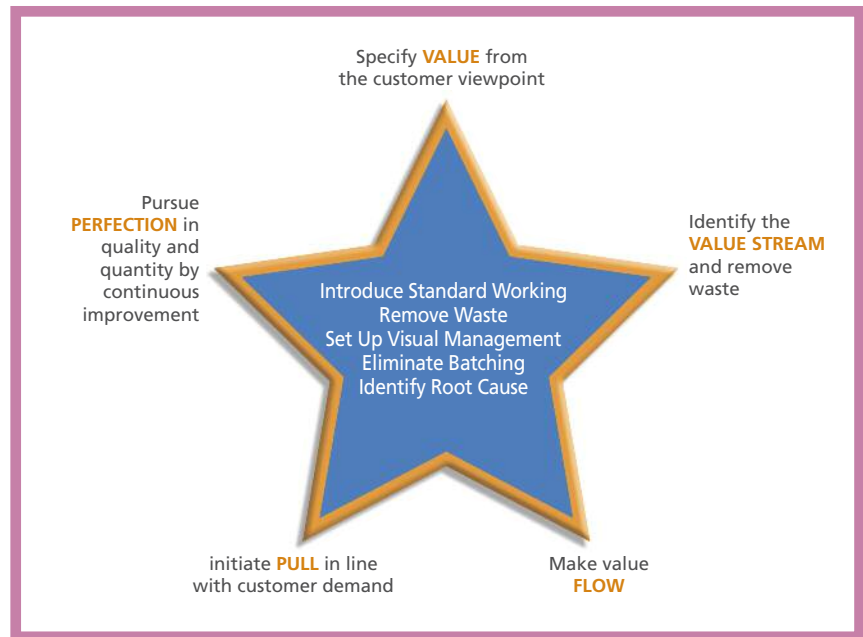 Specify VALUE from
the customer viewpoint
Pursue
PERFECTION in
quality and
quantity by
continuous
improvement
Identify the
VALUE STREAM
and remove
waste
Introduce Standard Working
Remove Waste
Set Up Visual Management
Eliminate Batching
Identify Root Cause
initiate PULL in line
with customer demand
Make value
FLOW